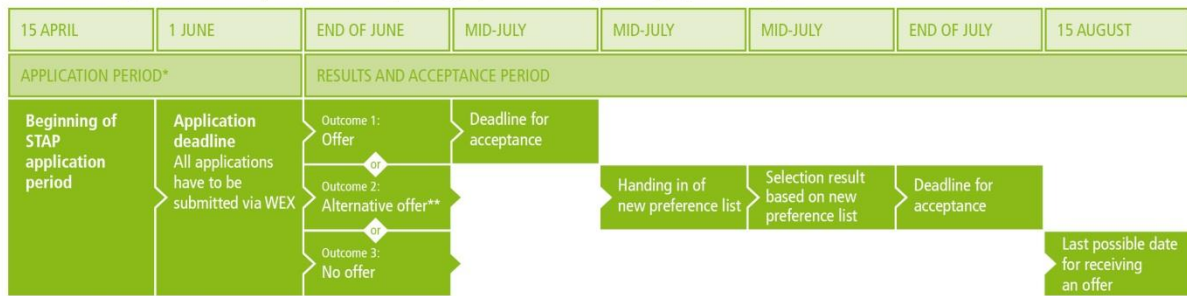 15 APRIL
1 JUNE
END OF JUNE
MID-JULY
MID-JULY
MID-JULY
END OF JULY
15 AUGUST
APPLICATION PERIOD*
RESULTS AND ACCEPTANCE PERIOD
Beginning of
STAP
application
period
Application
deadline
All applications
have to be
submitted via WEX
Outcome 1:
Offer
or
Outcome 2:
Alternative offer**
or
Outcome 3:
No offer
Deadline for
acceptance
Handing in of
new preference list
Selection result
based on new
preference list
Deadline for
acceptance
Last possible date
for receiving
an offer